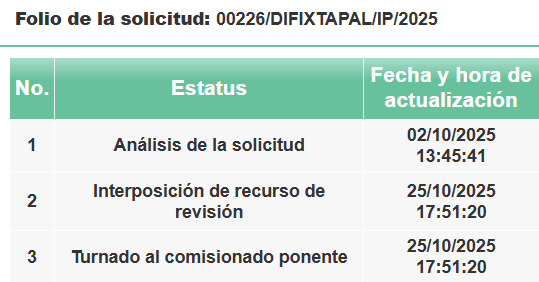 Folio de la solicitud: 00226/DIFIXTAPAL/IP/2025
No. Estatus Fecha y hora de
actualización
1 Análisis de la solicitud 02/10/2025
13:45:41
2 Interposición de recurso de
revisión 25/10/2025
17:51:20
3 Turnado al comisionado ponente 25/10/2025
17:51:20